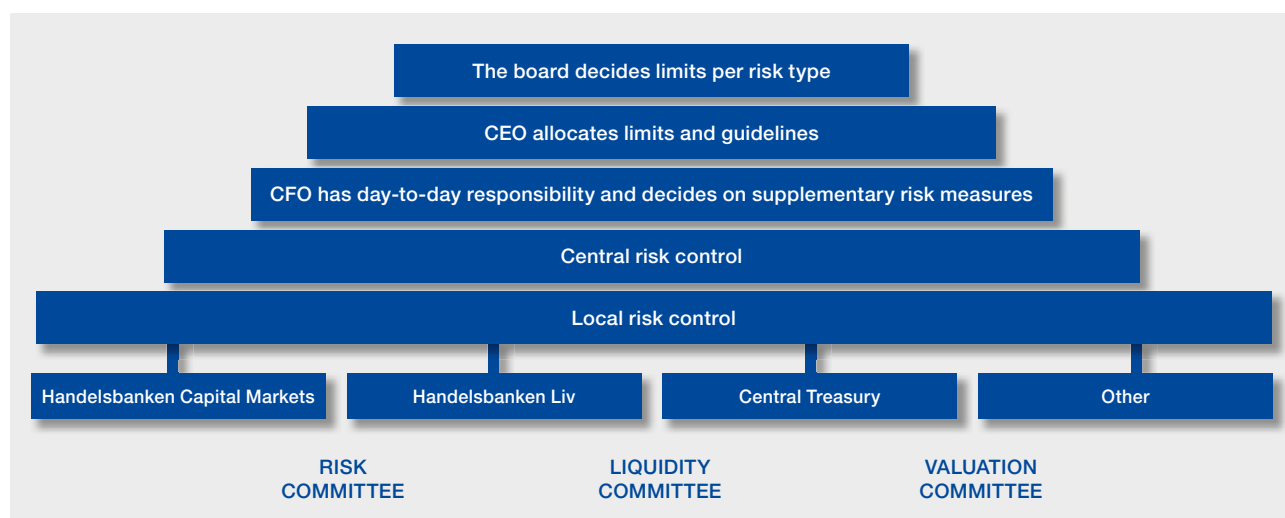 The board decides limits per risk type
CEO allocates limits and guidelines
CFO has day-to-day responsibility and decides on supplementary risk measures
Central risk control
Local risk control
Handelsbanken Capital Markets
Handelsbanken Liv
Central Treasury
Other
RISK
COMMITTEE
LIQUIDITY
COMMITTEE
VALUATION
COMMITTEE